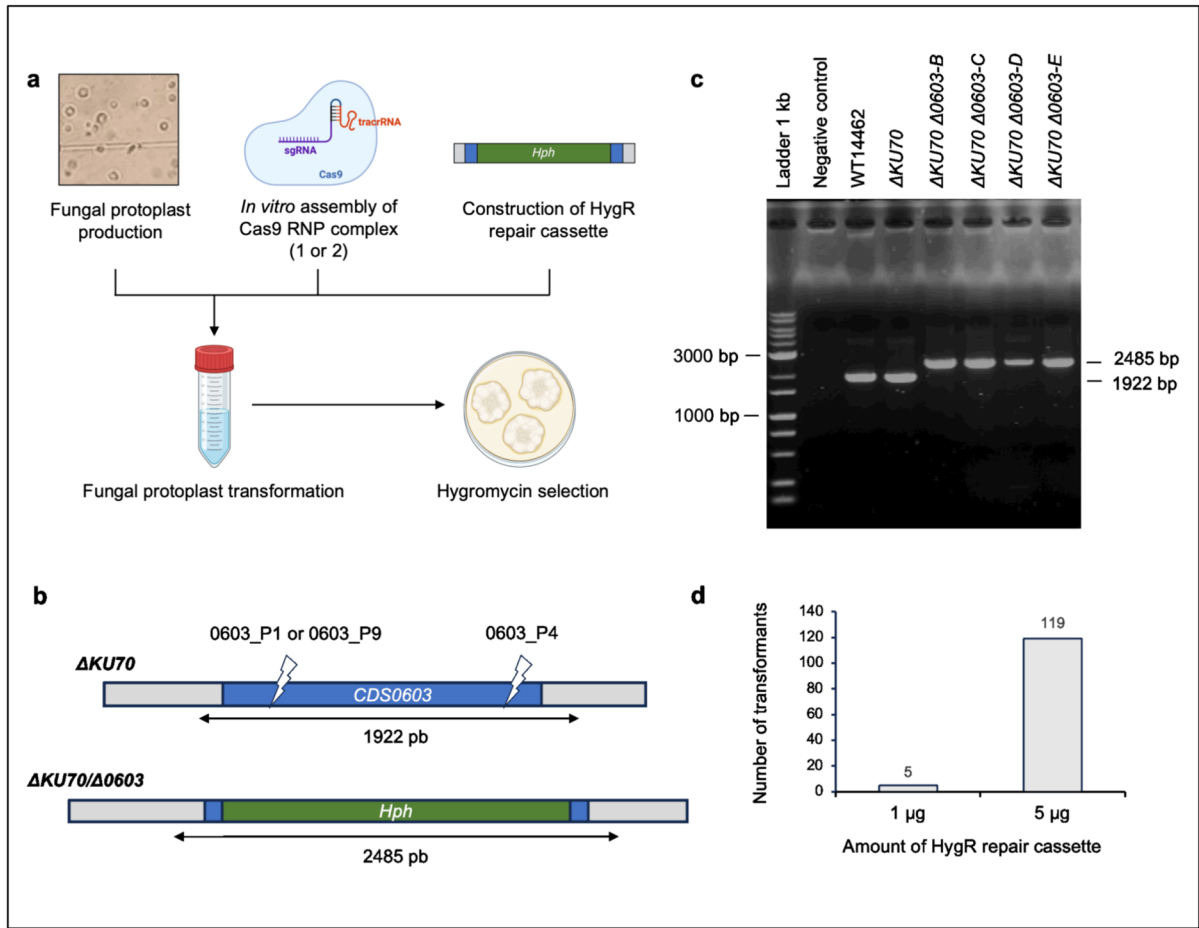 a
tracrRNA
sgRNA
Cas9
Hph
Fungal protoplast
production
In vitro assembly of
Cas9 RNP complex
(1 or 2)
Construction of HygR
repair cassette
Fungal protoplast transformation
Hygromycin selection
b
0603_P1 or 0603_P9
0603_P4
ΔKU70
CDS0603
1922 pb
ΔKU70/Δ0603
Hph
2485 pb
c
Ladder 1 kb
Negative control
WT14462
ΔKU70
ΔKU70 Δ0603-B
ΔKU70 Δ0603-C
ΔKU70 Δ0603-D
ΔKU70 Δ0603-E
3000 bp
1000 bp
2485 bp
1922 bp
d
Number of transformants
140
120
100
80
60
40
20
0
5
119
1 µg
5 µg
Amount of HygR repair cassette